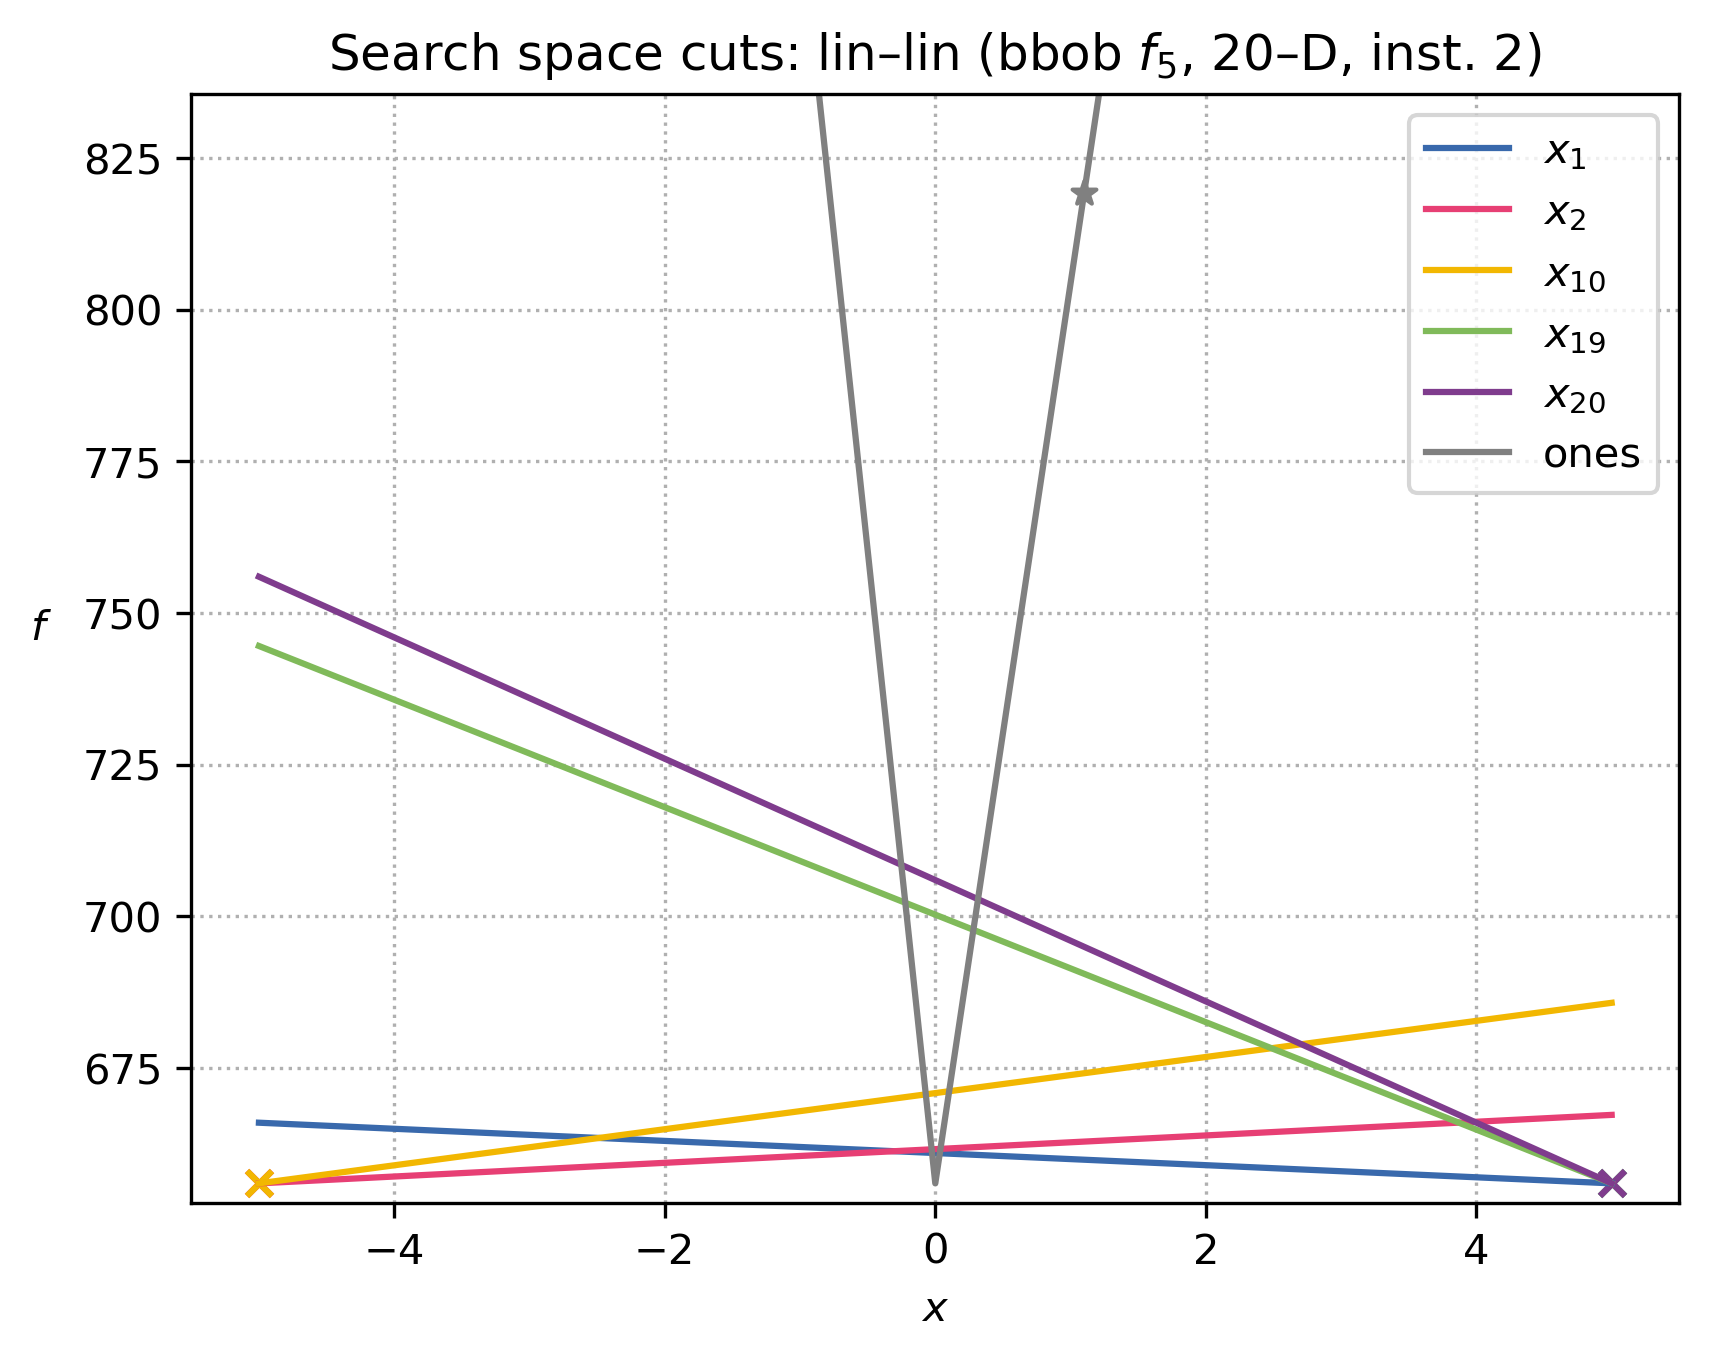 Search space cuts: lin–lin (bbob f₅, 20–D, inst. 2)
825
800
775
750
725
700
675
f
−4
−2
0
2
4
x
x₁
x₂
x₁₀
x₁₉
x₂₀
ones